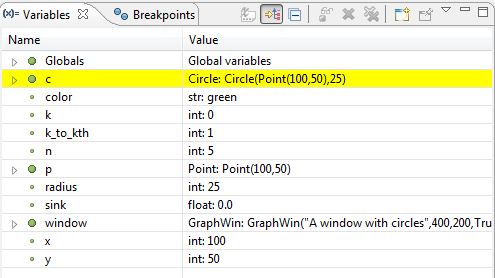 (x)= Variables Breakpoints
Name Value
Globals Global variables
c Circle: Circle(Point(100,50),25)
color str: green
k int: 0
k_to_kth int: 1
n int: 5
p Point: Point(100,50)
radius int: 25
sink float: 0.0
window GraphWin: GraphWin("A window with circles",400,200,Tru
x int: 100
y int: 50